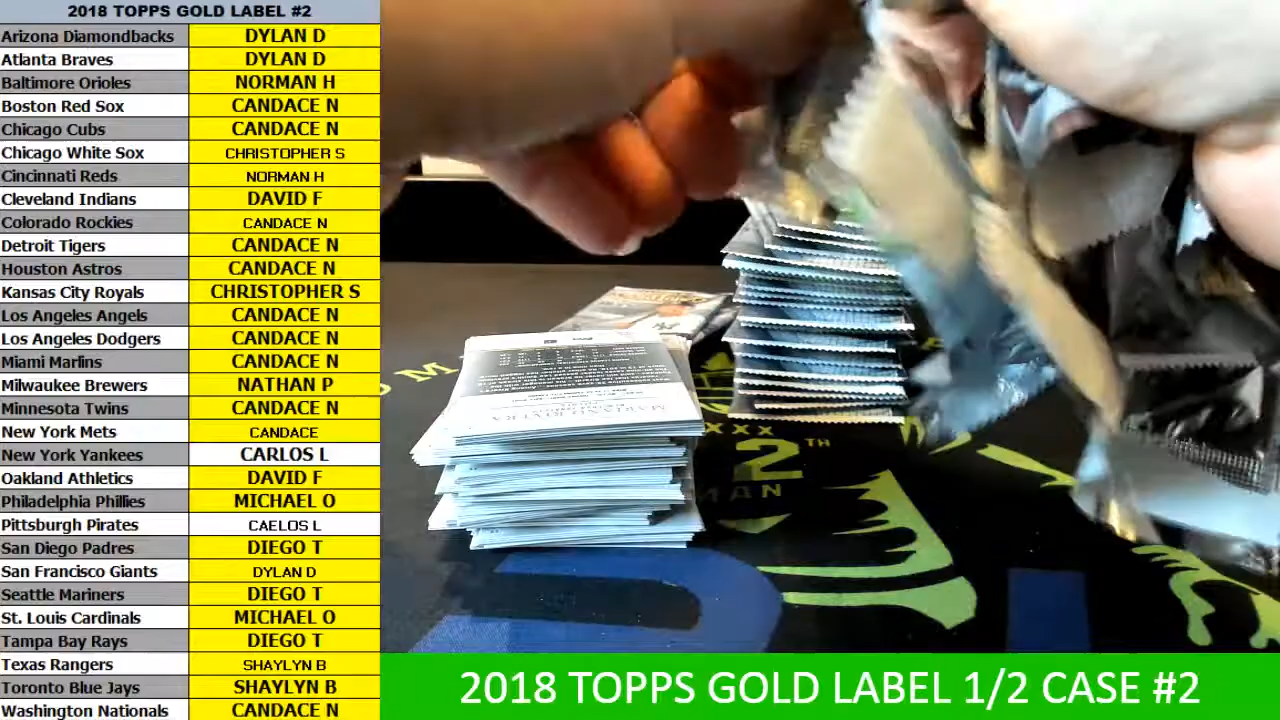 2018 TOPPS GOLD LABEL #2
Arizona Diamondbacks DYLAN D
Atlanta Braves DYLAN D
Baltimore Orioles NORMAN H
Boston Red Sox CANDACE N
Chicago Cubs CANDACE N
Chicago White Sox CHRISTOPHER S
Cincinnati Reds NORMAN H
Cleveland Indians DAVID F
Colorado Rockies CANDACE N
Detroit Tigers CANDACE N
Houston Astros CANDACE N
Kansas City Royals CHRISTOPHER S
Los Angeles Angels CANDACE N
Los Angeles Dodgers CANDACE N
Miami Marlins CANDACE N
Milwaukee Brewers NATHAN P
Minnesota Twins CANDACE N
New York Mets CANDACE
New York Yankees CARLOS L
Oakland Athletics DAVID F
Philadelphia Phillies MICHAEL O
Pittsburgh Pirates CAELOS L
San Diego Padres DIEGO T
San Francisco Giants DYLAN D
Seattle Mariners DIEGO T
St. Louis Cardinals MICHAEL O
Tampa Bay Rays DIEGO T
Texas Rangers SHAYLYN B
Toronto Blue Jays SHAYLYN B
Washington Nationals CANDACE N
MARIANO RIVERA
2TH
MAN
2018 TOPPS GOLD LABEL 1/2 CASE #2